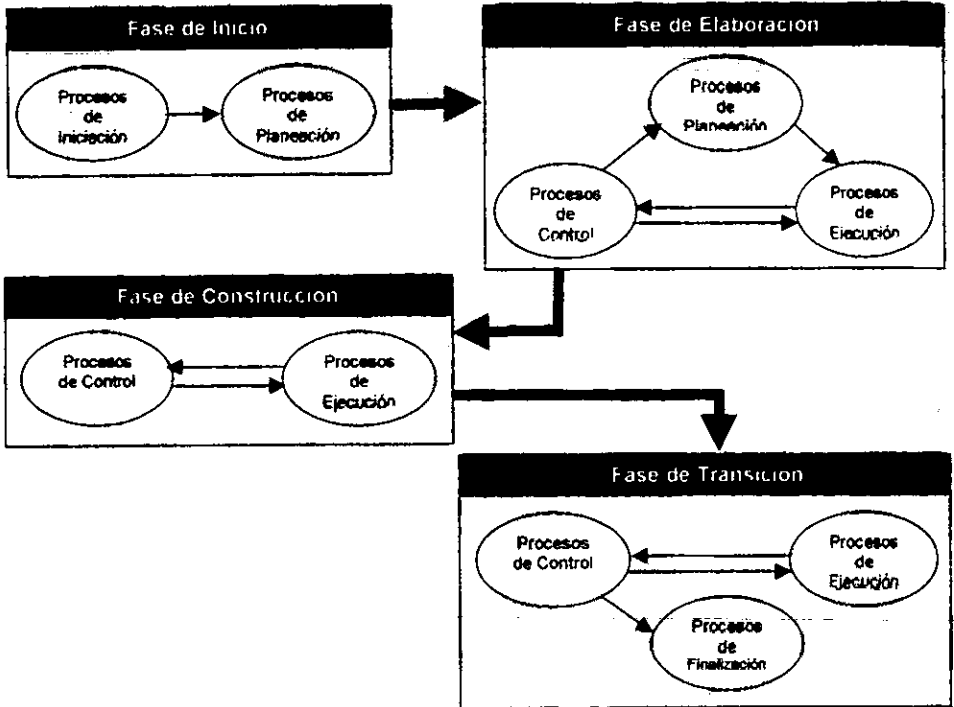 Fase de Inicio
Procesos
de
Iniciación
Procesos
de
Planeación
Fase de Elaboracion
Procesos
de
Planeación
Procesos
de
Control
Procesos
de
Ejecución
Fase de Construccion
Procesos
de Control
Procesos
de
Ejecución
Fase de Transicion
Procesos
de Control
Procesos
de
Ejecución
Procesos
de
Finalización